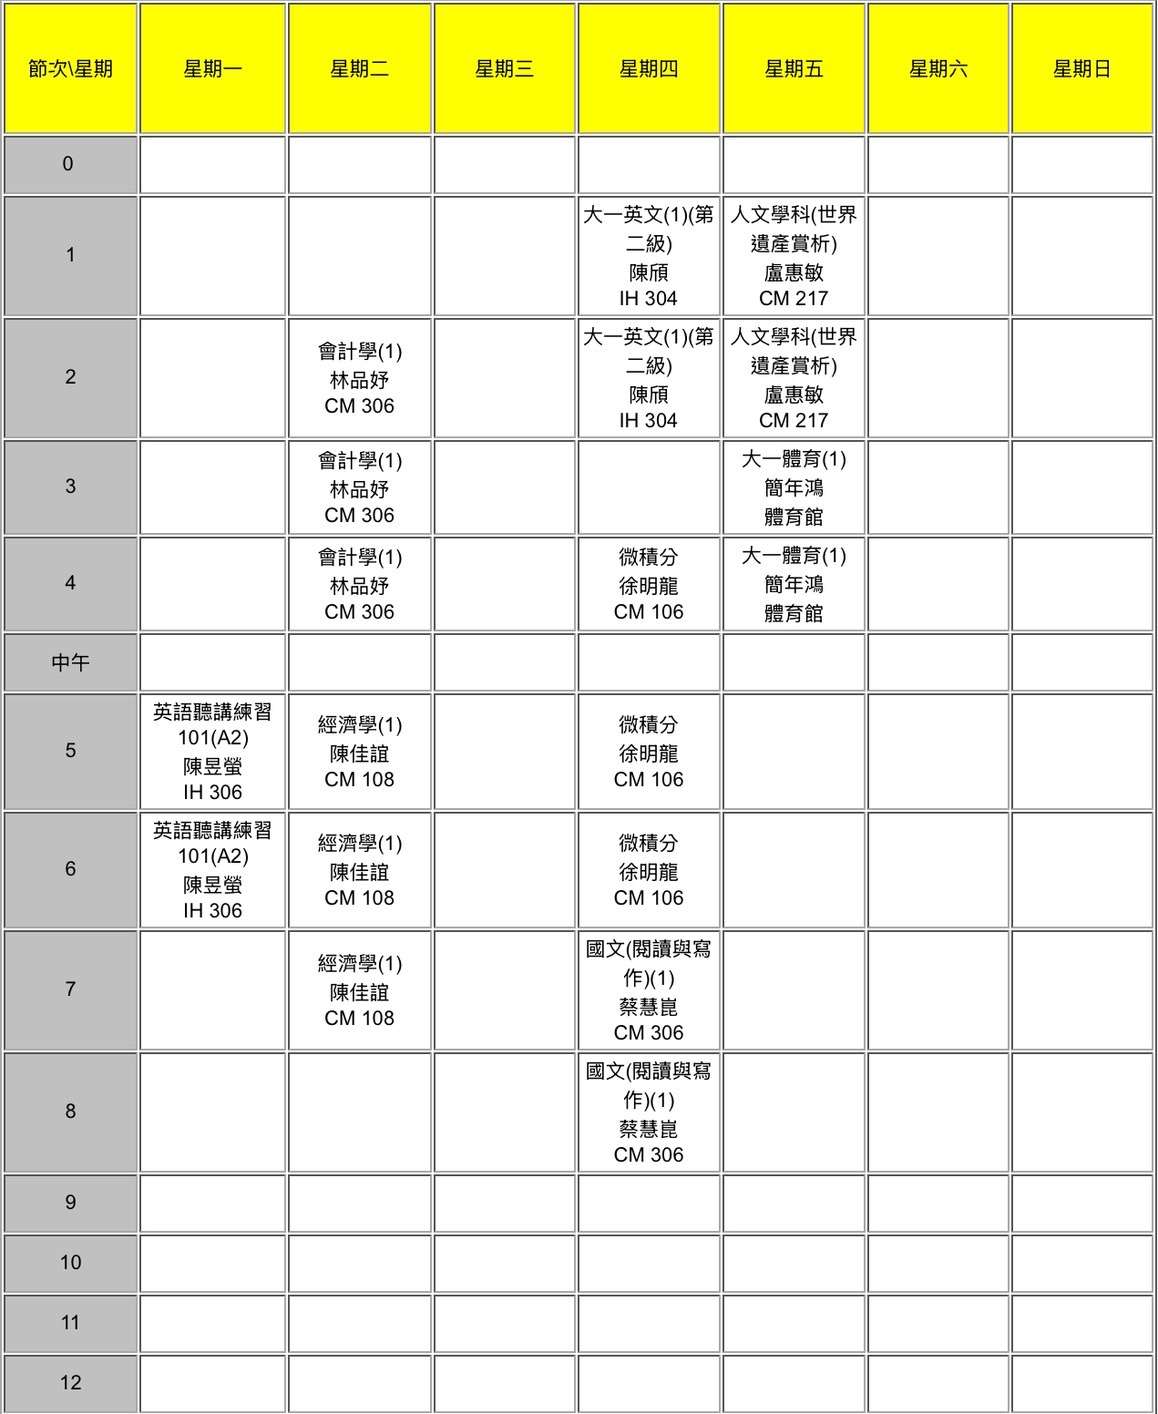 節次\星期
星期一
星期二
星期三
星期四
星期五
星期六
星期日
0
1
大一英文(1)(第
二級)
陳頎
IH 304
人文學科(世界
遺產賞析)
盧惠敏
CM 217
2
會計學(1)
林品妤
CM 306
大一英文(1)(第
二級)
陳頎
IH 304
人文學科(世界
遺產賞析)
盧惠敏
CM 217
3
會計學(1)
林品妤
CM 306
大一體育(1)
簡年鴻
體育館
4
會計學(1)
林品妤
CM 306
微積分
徐明龍
CM 106
大一體育(1)
簡年鴻
體育館
中午
5
英語聽講練習
101(A2)
陳昱螢
IH 306
經濟學(1)
陳佳誼
CM 108
微積分
徐明龍
CM 106
6
英語聽講練習
101(A2)
陳昱螢
IH 306
經濟學(1)
陳佳誼
CM 108
微積分
徐明龍
CM 106
7
經濟學(1)
陳佳誼
CM 108
國文(閱讀與寫
作)(1)
蔡慧崑
CM 306
8
國文(閱讀與寫
作)(1)
蔡慧崑
CM 306
9
10
11
12